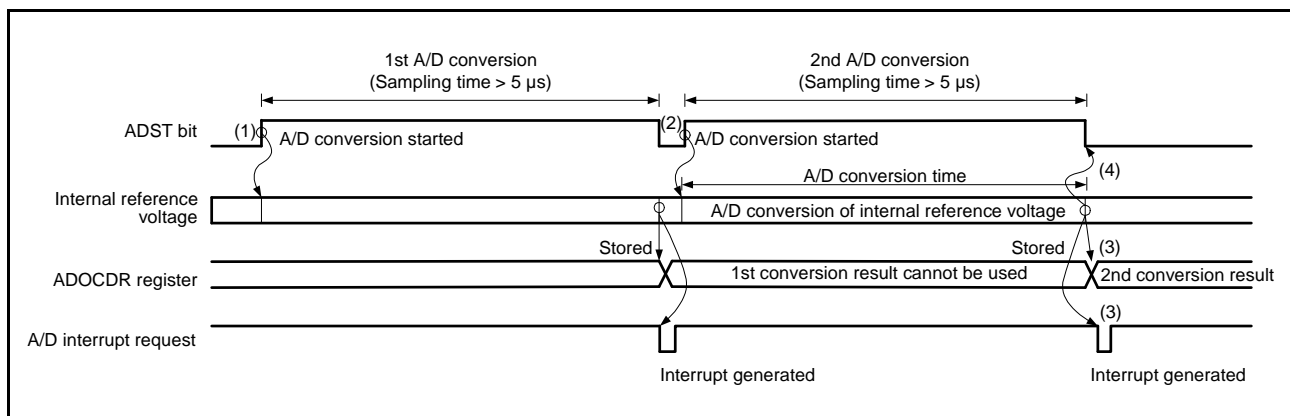 1st A/D conversion
(Sampling time > 5 µs)
2nd A/D conversion
(Sampling time > 5 µs)
ADST bit
(1)
A/D conversion started
(2)
A/D conversion started
(4)
A/D conversion time
Internal reference
voltage
A/D conversion of internal reference voltage
Stored
Stored
(3)
ADOCDR register
1st conversion result cannot be used
2nd conversion result
(3)
A/D interrupt request
Interrupt generated
Interrupt generated